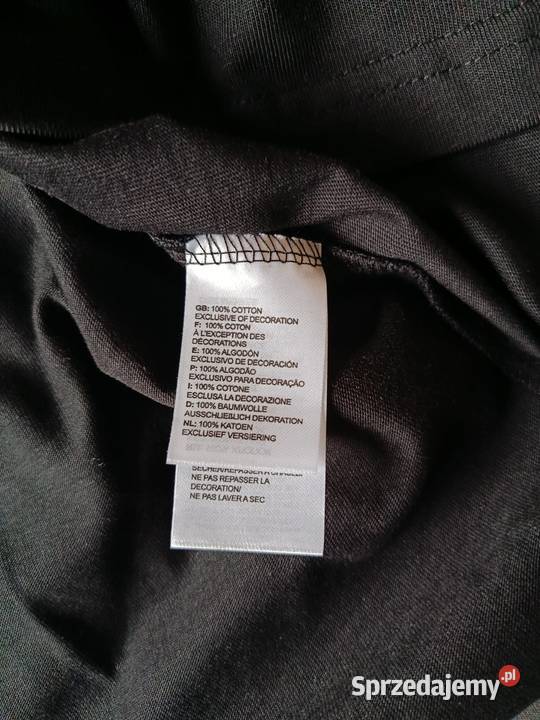 GB: 100% COTTON
EXCLUSIVE OF DECORATION
F: 100% COTON
À L'EXCEPTION DES
DÉCORATIONS
E: 100% ALGODÓN
EXCLUSIVO DE DECORACIÓN
P: 100% ALGODÃO
EXCLUSIVO PARA DECORAÇÃO
I: 100% COTONE
ESCLUSA LA DECORAZIONE
D: 100% BAUMWOLLE
AUSSCHLIEßLICH DEKORATION
NL: 100% KATOEN
EXCLUSIEF VERSIERING
NE PAS REPASSER LA
DECORATION/
NE PAS LAVER A SEC
Sprzedajemy.pl